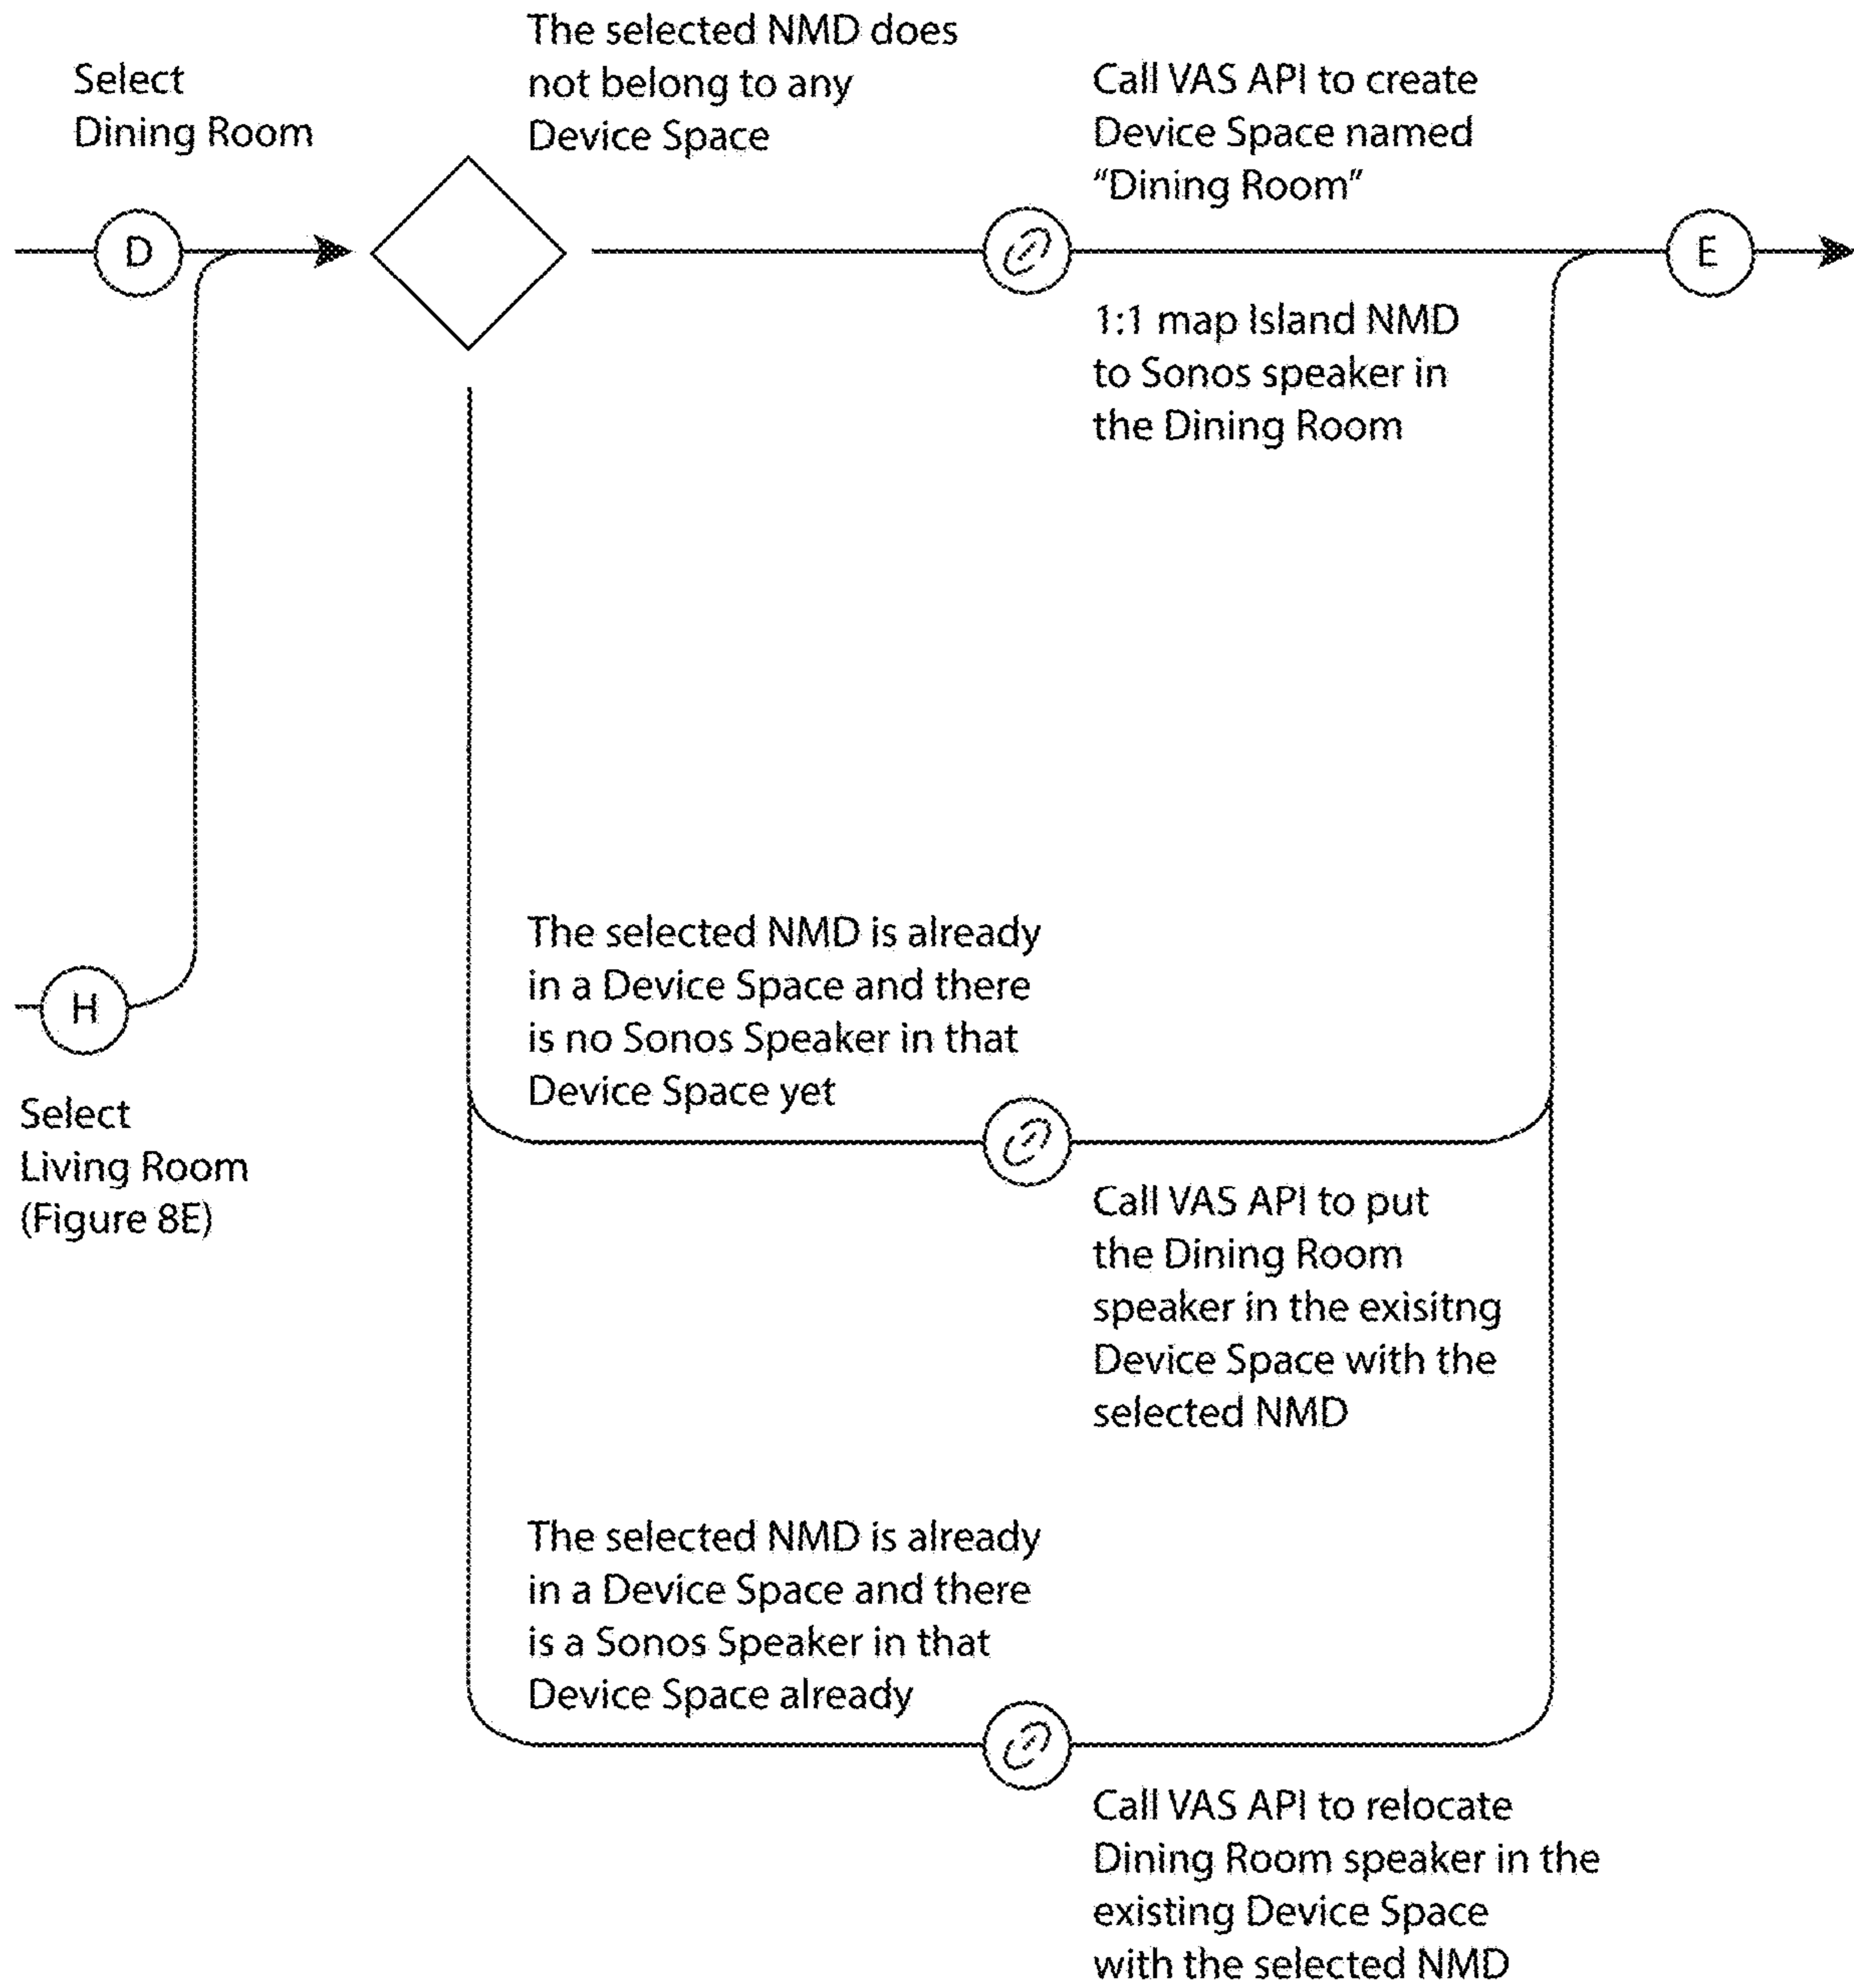 Select
Dining Room
The selected NMD does
not belong to any
Device Space
Call VAS API to create
Device Space named
“Dining Room”
D
E
1:1 map Island NMD
to Sonos speaker in
the Dining Room
H
Select
Living Room
(Figure 8E)
The selected NMD is already
in a Device Space and there
is no Sonos Speaker in that
Device Space yet
Call VAS API to put
the Dining Room
speaker in the exisitng
Device Space with the
selected NMD
The selected NMD is already
in a Device Space and there
is a Sonos Speaker in that
Device Space already
Call VAS API to relocate
Dining Room speaker in the
existing Device Space
with the selected NMD